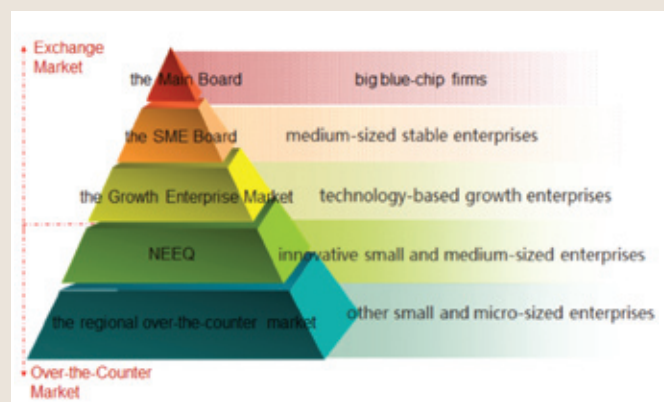 Exchange
Market
the Main Board
big blue-chip firms
the SME Board
medium-sized stable enterprises
the Growth Enterprise Market
technology-based growth enterprises
NEEQ
innovative small and medium-sized enterprises
the regional over-the-counter market
other small and micro-sized enterprises
Over-the-Counter
Market